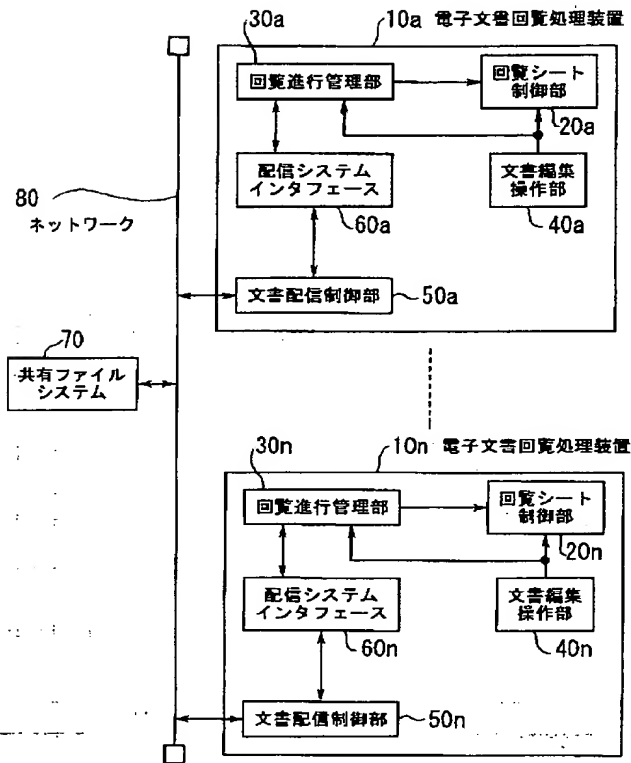 10a 電子文書回覧処理装置
30a
回覧進行管理部
回覧シート
制御部
20a
配信システム
インタフェース
60a
文書編集
操作部
40a
80
ネットワーク
文書配信制御部
50a
70
共有ファイル
システム
10n 電子文書回覧処理装置
30n
回覧進行管理部
回覧シート
制御部
20n
配信システム
インタフェース
60n
文書編集
操作部
40n
文書配信制御部
50n